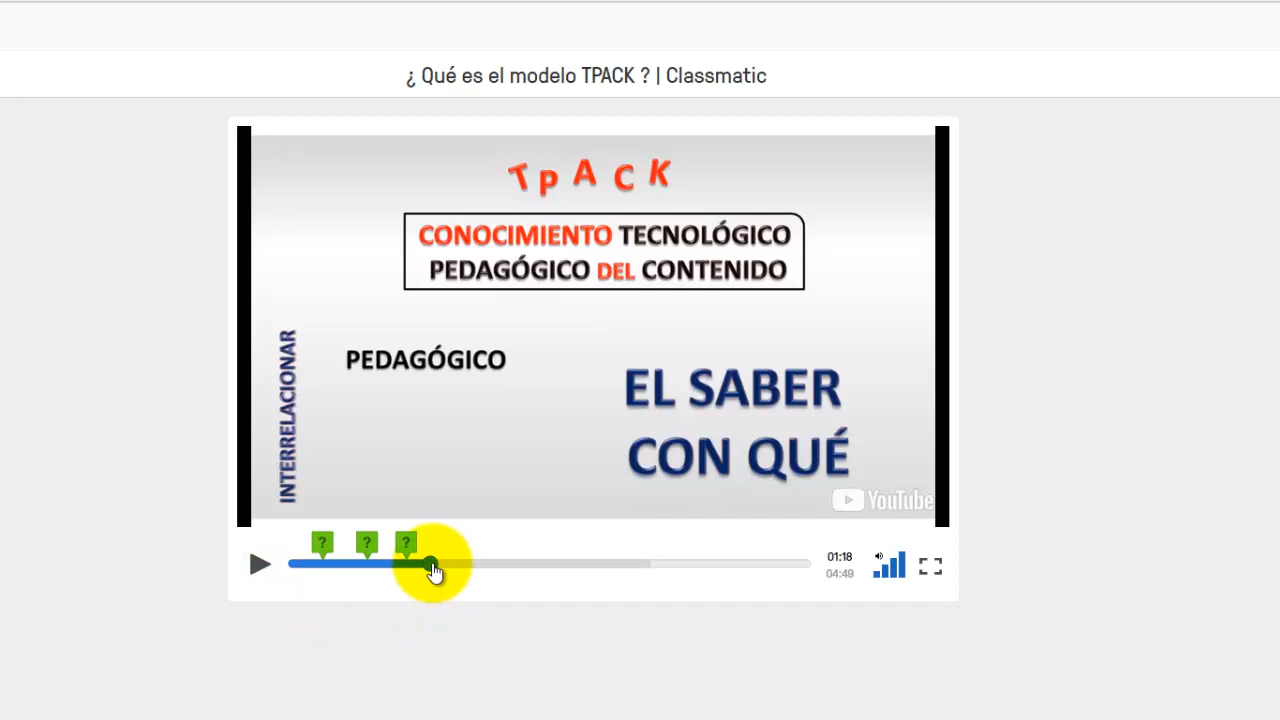 ¿ Qué es el modelo TPACK ? | Classmatic
TPACK
CONOCIMIENTO TECNOLÓGICO
PEDAGÓGICO DEL CONTENIDO
INTERRELACIONAR
PEDAGÓGICO
EL SABER
CON QUÉ
YouTube
? ? ?
01:18
04:49